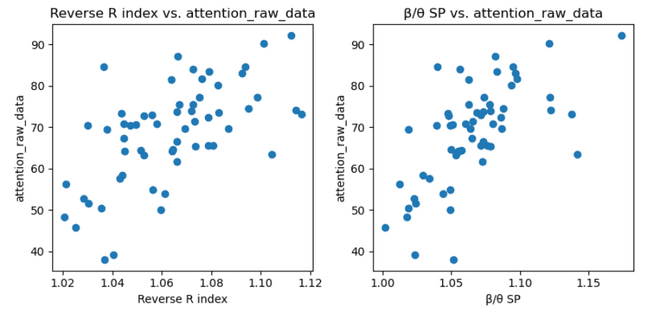 Reverse R index vs. attention_raw_data
90
80
70
60
50
40
attention_raw_data
1.02 1.04 1.06 1.08 1.10 1.12
Reverse R index
β/θ SP vs. attention_raw_data
90
80
70
60
50
40
attention_raw_data
1.00 1.05 1.10 1.15
β/θ SP